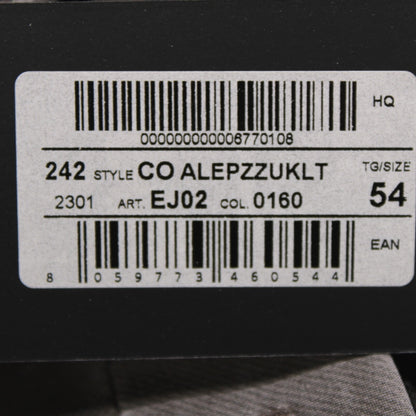 HQ
000000000006770108
242 STYLE CO ALEPZZUKLT TG/SIZE
2301 ART. EJ02 COL. 0160 54
EAN
8 059773 460544